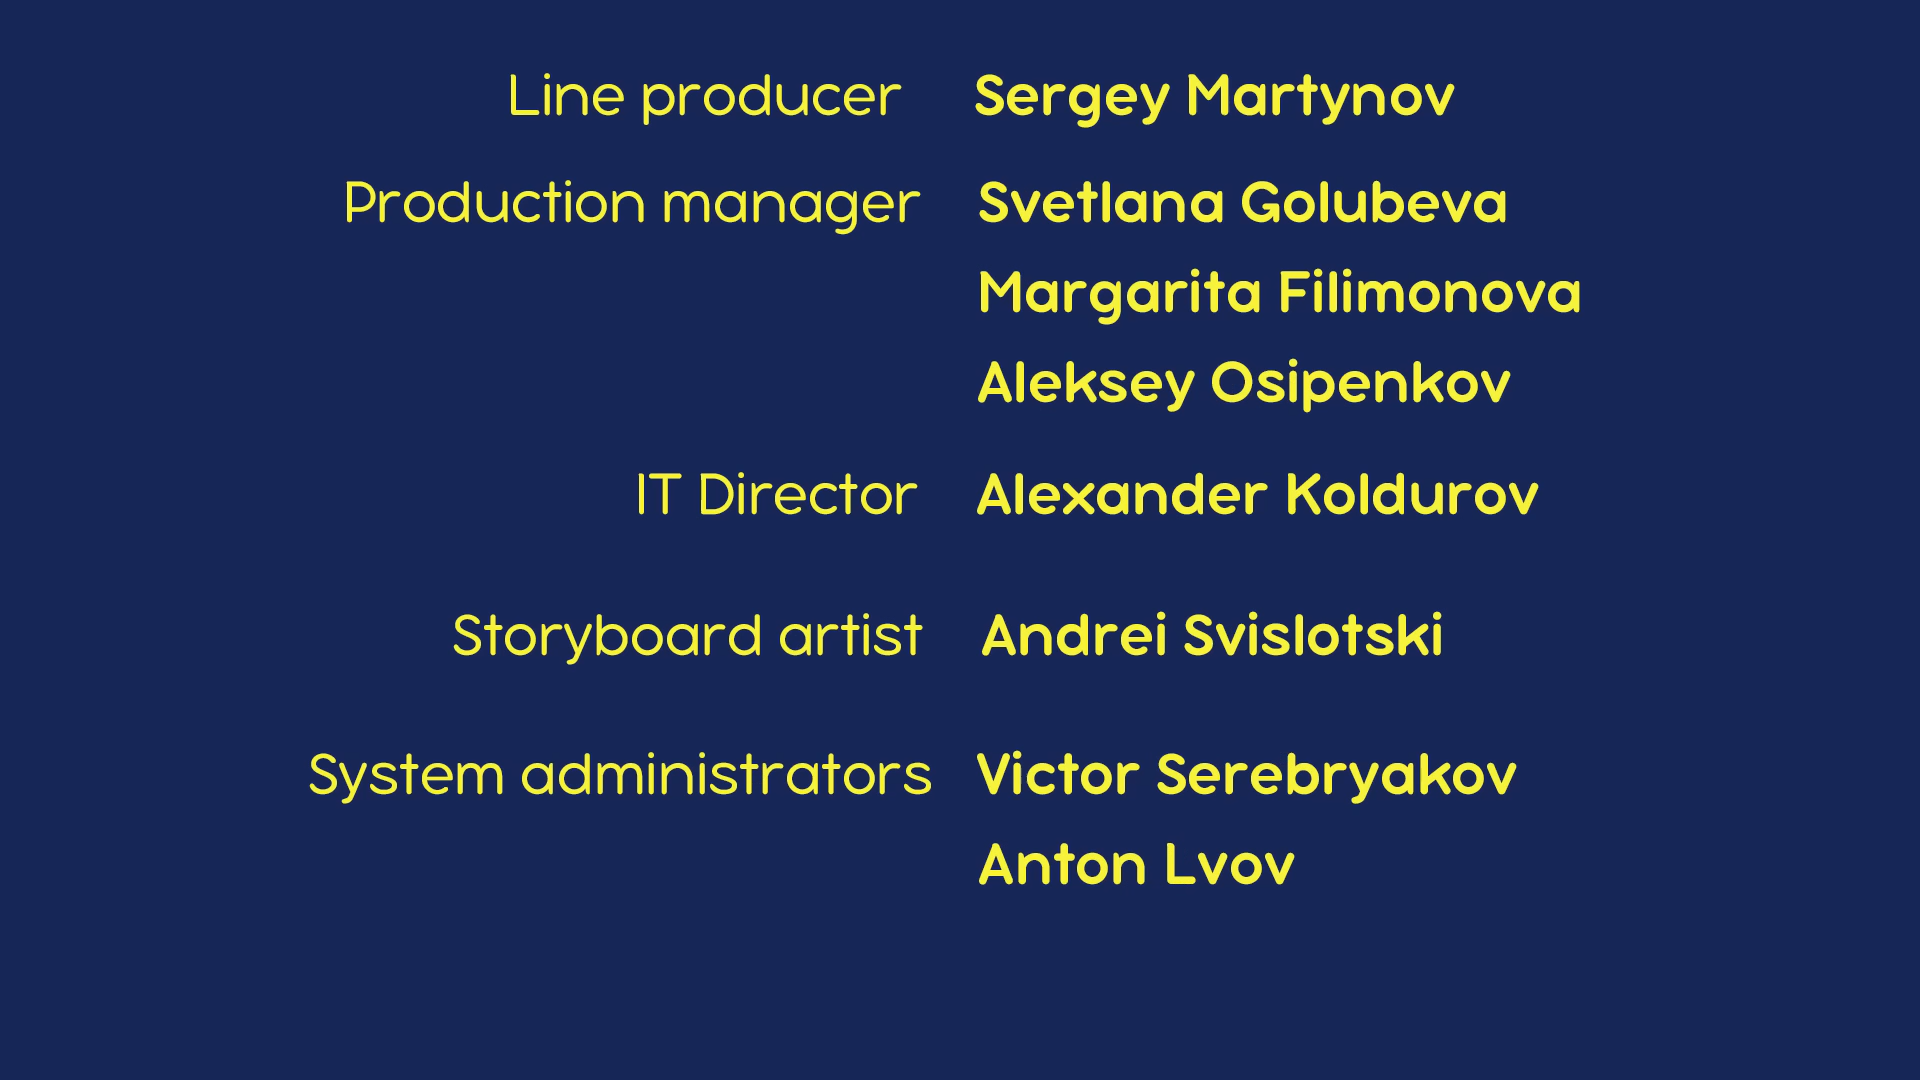 Line producer Sergey Martynov
Production manager Svetlana Golubeva
Margarita Filimonova
Aleksey Osipenkov
IT Director Alexander Koldurov
Storyboard artist Andrei Svislotski
System administrators Victor Serebryakov
Anton Lvov